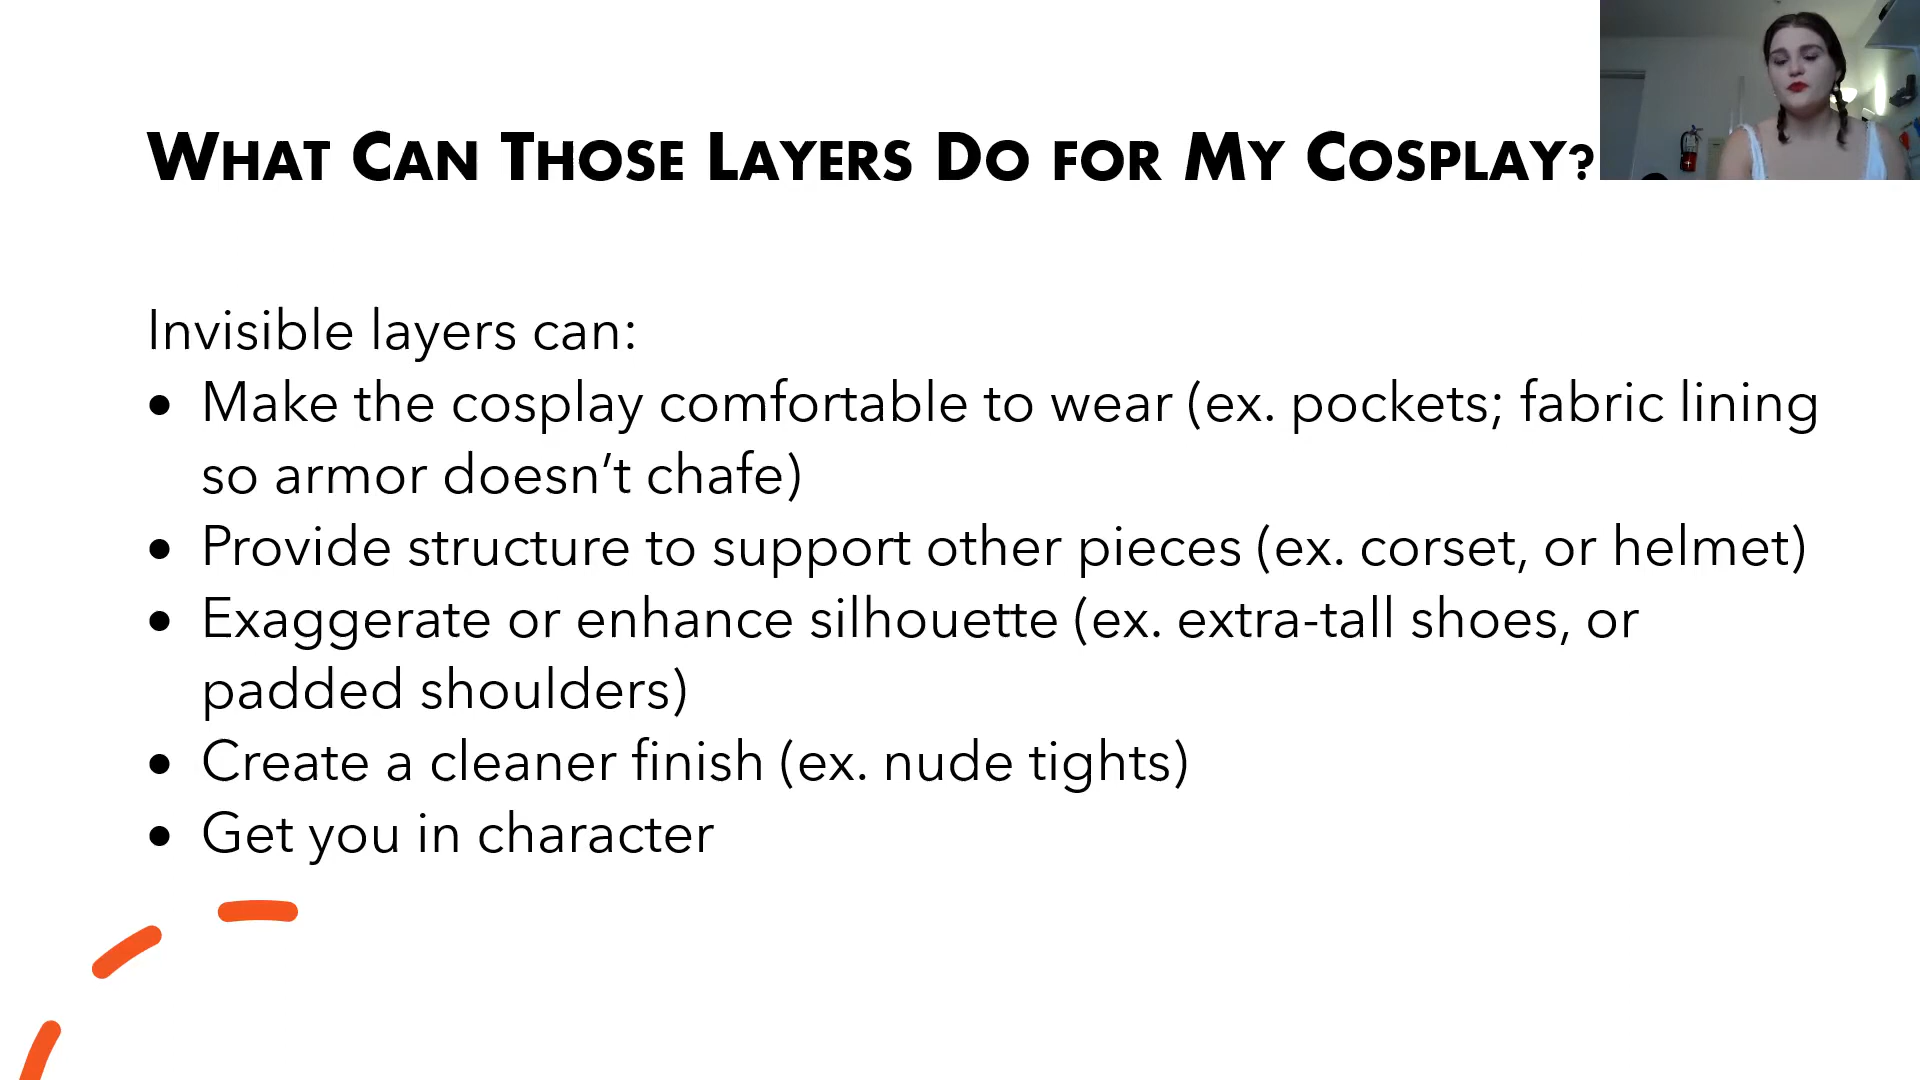 What Can Those Layers Do for My Cosplay?
Invisible layers can:
• Make the cosplay comfortable to wear (ex. pockets; fabric lining
so armor doesn’t chafe)
• Provide structure to support other pieces (ex. corset, or helmet)
• Exaggerate or enhance silhouette (ex. extra-tall shoes, or
padded shoulders)
• Create a cleaner finish (ex. nude tights)
• Get you in character